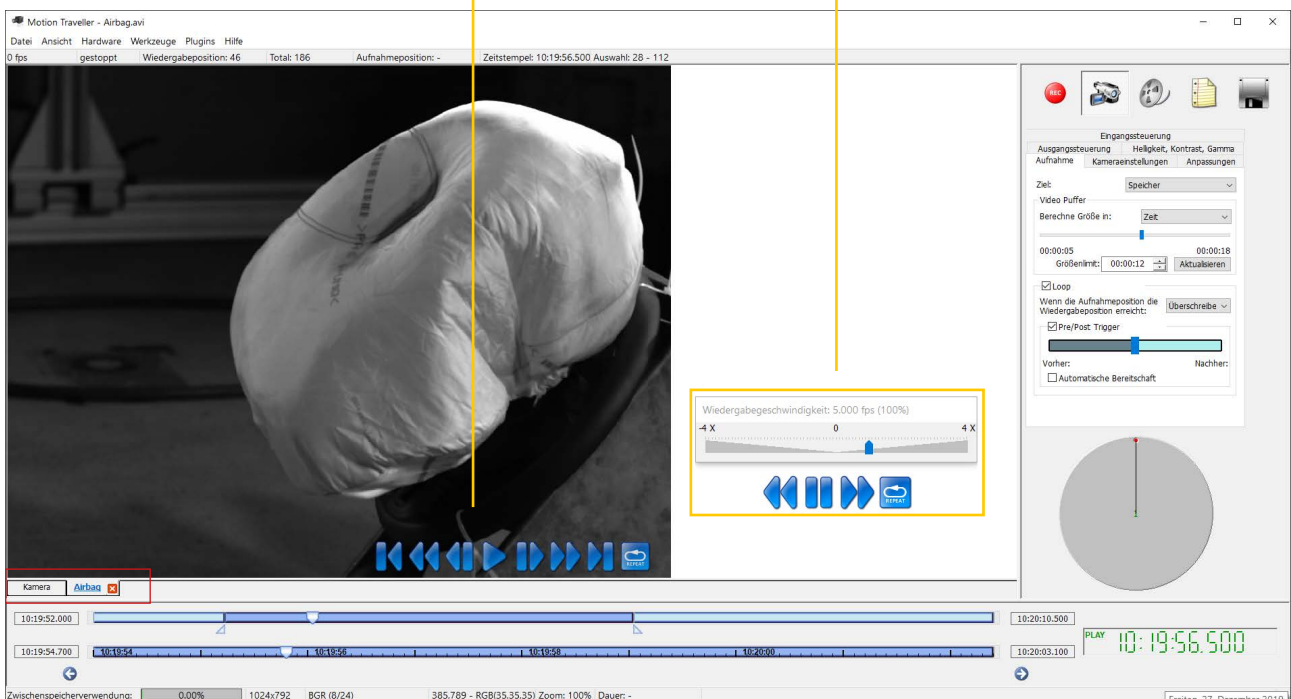 Motion Traveller - Airbag.avi
Datei Ansicht Hardware Werkzeuge Plugins Hilfe
0 fps gestoppt Wiedergabeposition: 46 Total: 186 Aufnahmeposition: - Zeitstempel: 10:19:56.500 Auswahl: 28 - 112
REC
Eingangssteuerung
Ausgangssteuerung Helligkeit, Kontrast, Gamma
Aufnahme Kameraeinstellungen Anpassungen
Ziel: Speicher
Video Puffer
Berechne Größe in: Zeit
00:00:05 00:00:18
Größenlimit: 00:00:12 Aktualisieren
Loop
Wenn die Aufnahmeposition die
Wiedergabeposition erreicht: Überschreibe
Pre/Post Trigger
Vorher: Nachher:
Automatische Bereitschaft
Wiedergabegeschwindigkeit: 5.000 fps (100%)
-4 X 0 4 X
REPEAT
REPEAT
Kamera Airbag
10:19:52.000 10:20:10.500
10:19:54.700 10:19:54 10:19:56 10:19:58 10:20:00 10:20:03.100
PLAY 10:19:56.500
Zwischenspeicherverwendung: 0.00% 1024x792 BGR (8/24) 385.789 - RGB(35.35.35) Zoom: 100% Dauer: -
Freitag, 27. Dezember 2019